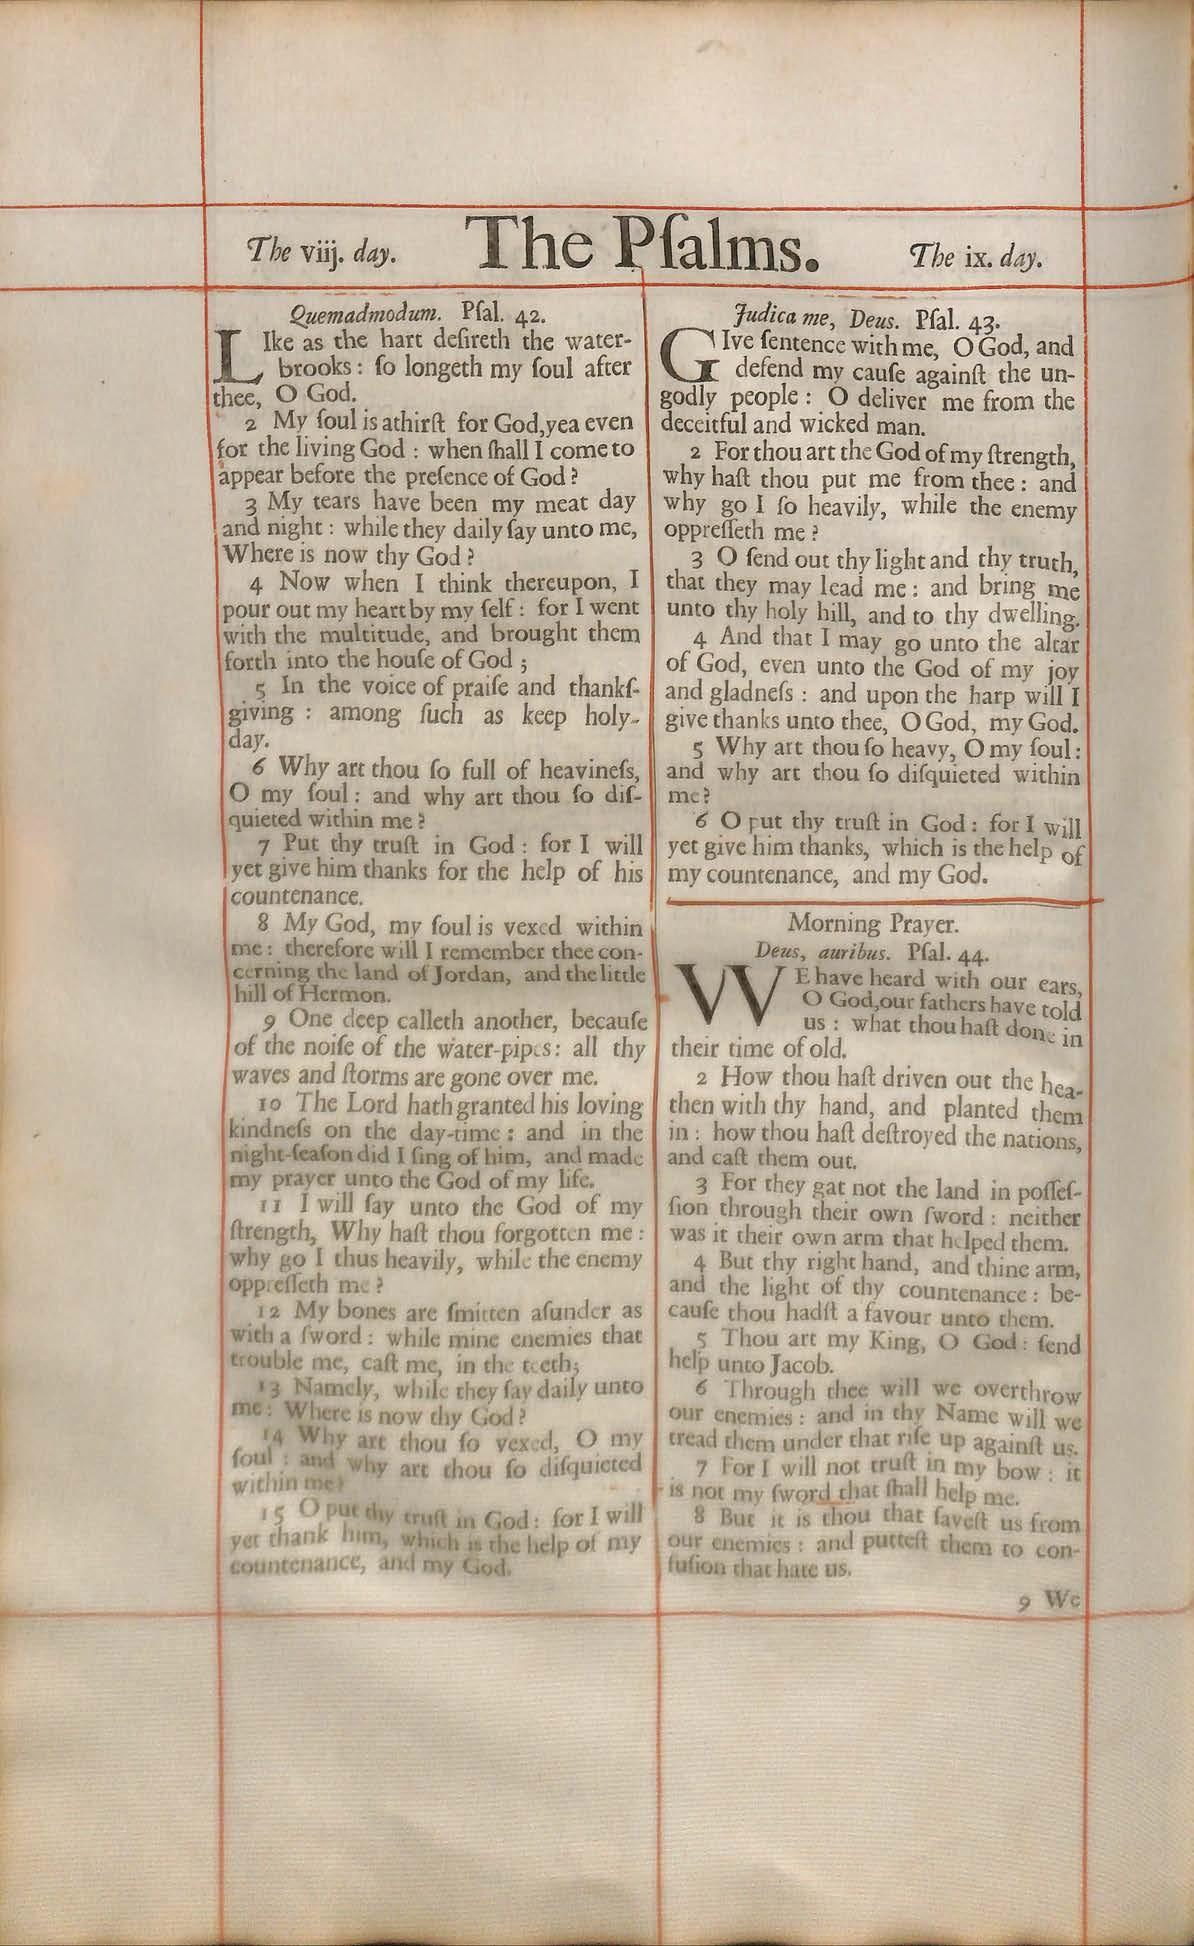 The viij. day. The Pſalms. The ix. day.
Quemadmodum. Pſal. 42.
LIke as the hart deſireth the water-
brooks: ſo longeth my ſoul after
thee, O God.
2 My ſoul is athirſt for God,yea even
for the living God : when ſhall I come to
appear before the preſence of God ?
3 My tears have been my meat day
and night : while they daily ſay unto me,
Where is now thy God ?
4 Now when I think thereupon, I
pour out my heart by my ſelf : for I went
with the multitude, and brought them
forth into the houſe of God ;
5 In the voice of praiſe and thankſ-
giving : among ſuch as keep holy-
day.
6 Why art thou ſo full of heavineſs,
O my ſoul : and why art thou ſo diſ-
quieted within me ?
7 Put thy truſt in God : for I will
yet give him thanks for the help of his
countenance.
8 My God, my ſoul is vexed within
me : therefore will I remember thee con-
cerning the land of Jordan, and the little
hill of Hermon.
9 One deep calleth another, becauſe
of the noiſe of the water-pipes : all thy
waves and ſtorms are gone over me.
10 The Lord hath granted his loving
kindneſs on the day-time : and in the
night-ſeaſon did I ſing of him, and made
my prayer unto the God of my life.
11 I will ſay unto the God of my
ſtrength, Why haſt thou forgotten me :
why go I thus heavily, while the enemy
oppreſſeth me ?
12 My bones are ſmitten aſunder as
with a ſword : while mine enemies that
trouble me, caſt me, in the teeth;
13 Namely, while they ſay daily unto
me: Where is now thy God ?
14 Why art thou ſo vexed, O my
ſoul : and why art thou ſo diſquieted
within me?
15 O put thy truſt in God : for I will
yet thank him, which is the help of my
countenance, and my God.
Judica me, Deus. Pſal. 43.
GIve ſentence with me, O God, and
defend my cauſe againſt the un-
godly people : O deliver me from the
deceitful and wicked man.
2 For thou art the God of my ſtrength,
why haſt thou put me from thee : and
why go I ſo heavily, while the enemy
oppreſſeth me ?
3 O ſend out thy light and thy truth,
that they may lead me : and bring me
unto thy holy hill, and to thy dwelling.
4 And that I may go unto the altar
of God, even unto the God of my joy
and gladneſs : and upon the harp will I
give thanks unto thee, O God, my God.
5 Why art thou ſo heavy, O my ſoul :
and why art thou ſo diſquieted within
me?
6 O put thy truſt in God : for I will
yet give him thanks, which is the help of
my countenance, and my God.
Morning Prayer.
Deus, auribus. Pſal. 44.
WE have heard with our ears,
O God,our fathers have told
us : what thou haſt done in
their time of old.
2 How thou haſt driven out the hea-
then with thy hand, and planted them
in : how thou haſt deſtroyed the nations,
and caſt them out.
3 For they gat not the land in poſſeſ-
ſion through their own ſword : neither
was it their own arm that helped them.
4 But thy right hand, and thine arm,
and the light of thy countenance : be-
cauſe thou hadſt a favour unto them.
5 Thou art my King, O God : ſend
help unto Jacob.
6 Through thee will we overthrow
our enemies : and in thy Name will we
tread them under that riſe up againſt us.
7 For I will not truſt in my bow : it
is not my ſword that ſhall help me.
8 But it is thou that ſaveſt us from
our enemies : and putteſt them to con-
fuſion that hate us.
9 We